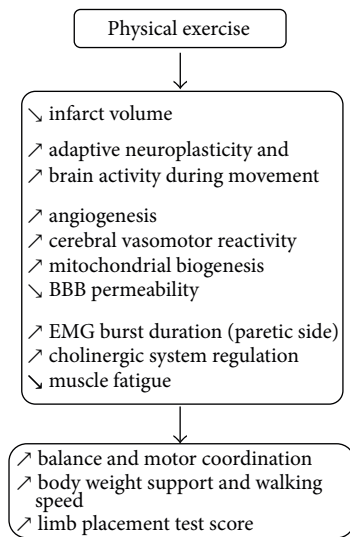 Physical exercise
↘ infarct volume
↗ adaptive neuroplasticity and
↗ brain activity during movement
↗ angiogenesis
↗ cerebral vasomotor reactivity
↗ mitochondrial biogenesis
↘ BBB permeability
↗ EMG burst duration (paretic side)
↗ cholinergic system regulation
↘ muscle fatigue
↗ balance and motor coordination
↗ body weight support and walking
speed
↗ limb placement test score